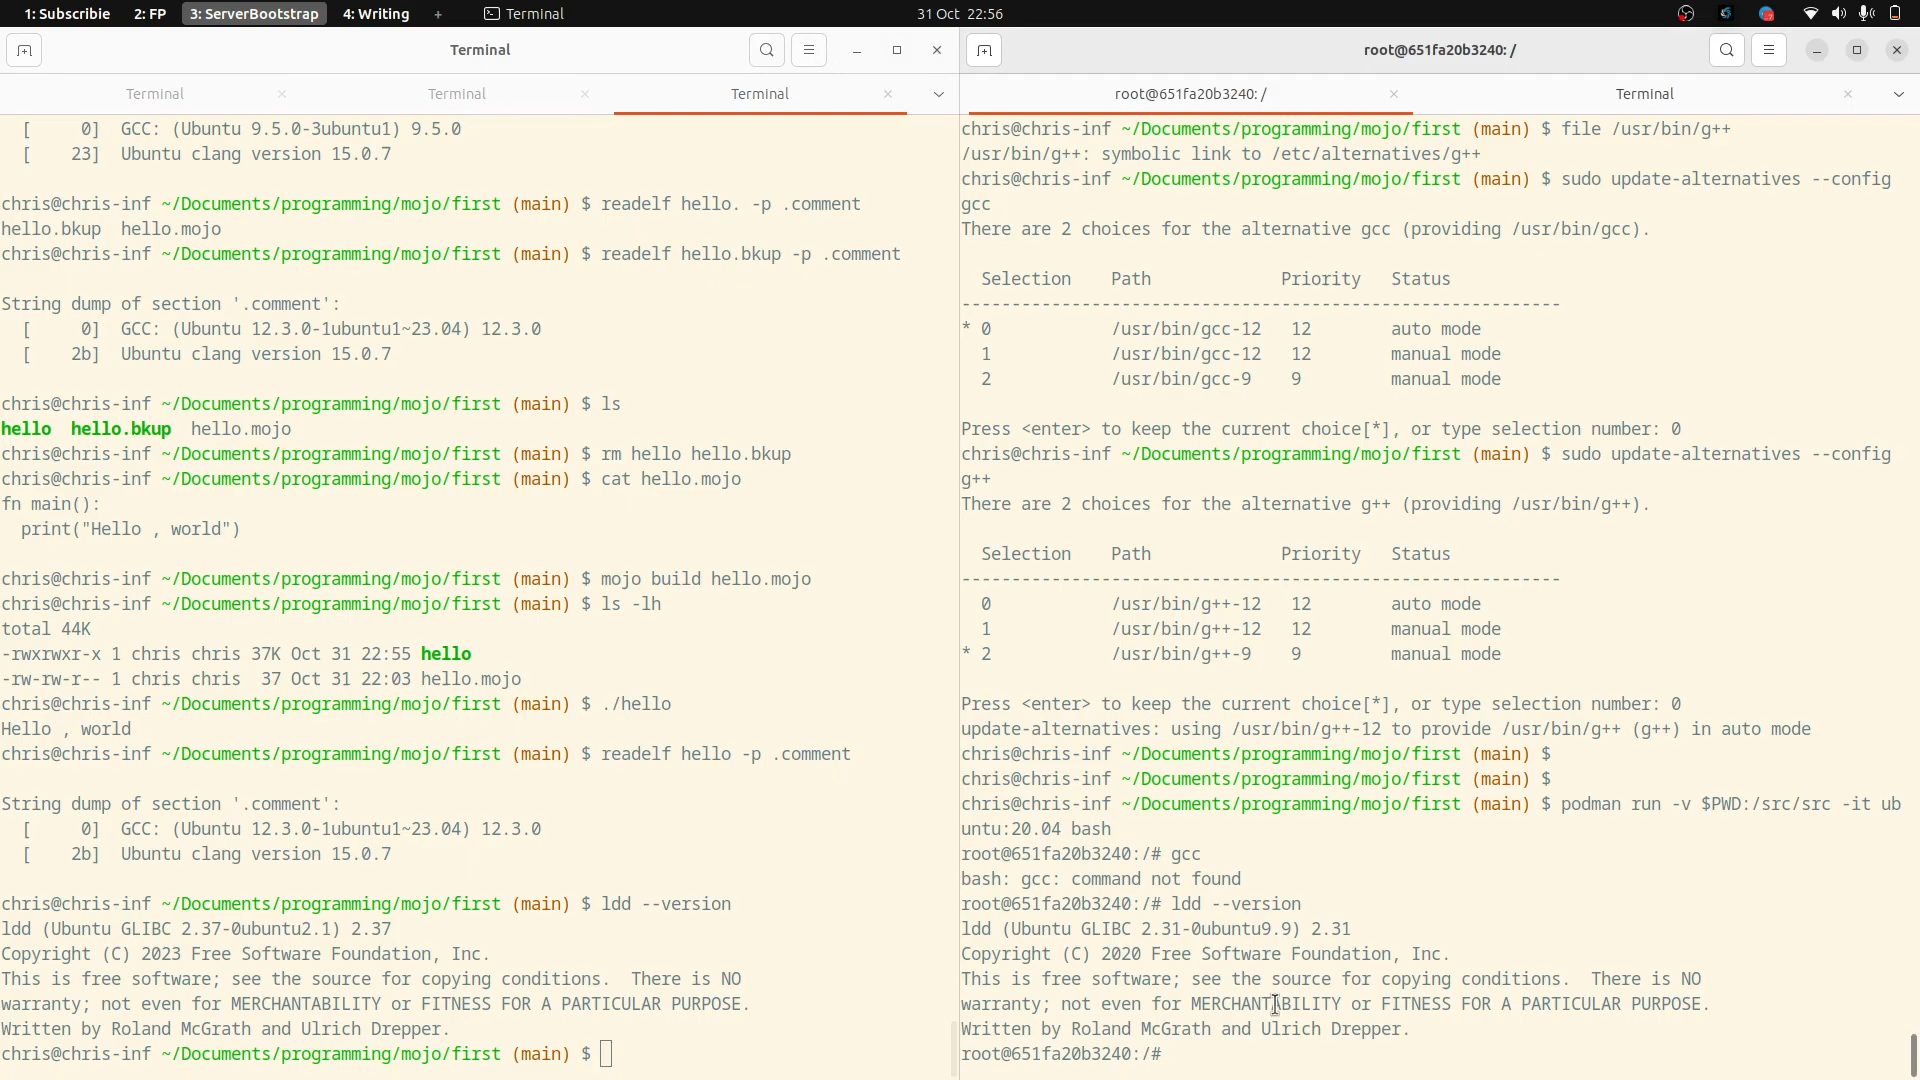 1: Subscribie 2: FP 3: ServerBootstrap 4: Writing + Terminal 31 Oct 22:56
Terminal
Terminal Terminal Terminal
[ 0] GCC: (Ubuntu 9.5.0-3ubuntu1) 9.5.0
[ 23] Ubuntu clang version 15.0.7
chris@chris-inf ~/Documents/programming/mojo/first (main) $ readelf hello. -p .comment
hello.bkup hello.mojo
chris@chris-inf ~/Documents/programming/mojo/first (main) $ readelf hello.bkup -p .comment
String dump of section '.comment':
[ 0] GCC: (Ubuntu 12.3.0-1ubuntu1~23.04) 12.3.0
[ 2b] Ubuntu clang version 15.0.7
chris@chris-inf ~/Documents/programming/mojo/first (main) $ ls
hello hello.bkup hello.mojo
chris@chris-inf ~/Documents/programming/mojo/first (main) $ rm hello hello.bkup
chris@chris-inf ~/Documents/programming/mojo/first (main) $ cat hello.mojo
fn main():
print("Hello , world")
chris@chris-inf ~/Documents/programming/mojo/first (main) $ mojo build hello.mojo
chris@chris-inf ~/Documents/programming/mojo/first (main) $ ls -lh
total 44K
-rwxrwxr-x 1 chris chris 37K Oct 31 22:55 hello
-rw-rw-r-- 1 chris chris 37 Oct 31 22:03 hello.mojo
chris@chris-inf ~/Documents/programming/mojo/first (main) $ ./hello
Hello , world
chris@chris-inf ~/Documents/programming/mojo/first (main) $ readelf hello -p .comment
String dump of section '.comment':
[ 0] GCC: (Ubuntu 12.3.0-1ubuntu1~23.04) 12.3.0
[ 2b] Ubuntu clang version 15.0.7
chris@chris-inf ~/Documents/programming/mojo/first (main) $ ldd --version
ldd (Ubuntu GLIBC 2.37-0ubuntu2.1) 2.37
Copyright (C) 2023 Free Software Foundation, Inc.
This is free software; see the source for copying conditions. There is NO
warranty; not even for MERCHANTABILITY or FITNESS FOR A PARTICULAR PURPOSE.
Written by Roland McGrath and Ulrich Drepper.
chris@chris-inf ~/Documents/programming/mojo/first (main) $
root@651fa20b3240: /
root@651fa20b3240: / Terminal
chris@chris-inf ~/Documents/programming/mojo/first (main) $ file /usr/bin/g++
/usr/bin/g++: symbolic link to /etc/alternatives/g++
chris@chris-inf ~/Documents/programming/mojo/first (main) $ sudo update-alternatives --config
gcc
There are 2 choices for the alternative gcc (providing /usr/bin/gcc).
Selection Path Priority Status
------------------------------------------------------------
* 0 /usr/bin/gcc-12 12 auto mode
1 /usr/bin/gcc-12 12 manual mode
2 /usr/bin/gcc-9 9 manual mode
Press <enter> to keep the current choice[*], or type selection number: 0
chris@chris-inf ~/Documents/programming/mojo/first (main) $ sudo update-alternatives --config
g++
There are 2 choices for the alternative g++ (providing /usr/bin/g++).
Selection Path Priority Status
------------------------------------------------------------
0 /usr/bin/g++-12 12 auto mode
1 /usr/bin/g++-12 12 manual mode
* 2 /usr/bin/g++-9 9 manual mode
Press <enter> to keep the current choice[*], or type selection number: 0
update-alternatives: using /usr/bin/g++-12 to provide /usr/bin/g++ (g++) in auto mode
chris@chris-inf ~/Documents/programming/mojo/first (main) $
chris@chris-inf ~/Documents/programming/mojo/first (main) $
chris@chris-inf ~/Documents/programming/mojo/first (main) $ podman run -v $PWD:/src/src -it ub
untu:20.04 bash
root@651fa20b3240:/# gcc
bash: gcc: command not found
root@651fa20b3240:/# ldd --version
ldd (Ubuntu GLIBC 2.31-0ubuntu9.9) 2.31
Copyright (C) 2020 Free Software Foundation, Inc.
This is free software; see the source for copying conditions. There is NO
warranty; not even for MERCHANTABILITY or FITNESS FOR A PARTICULAR PURPOSE.
Written by Roland McGrath and Ulrich Drepper.
root@651fa20b3240:/#